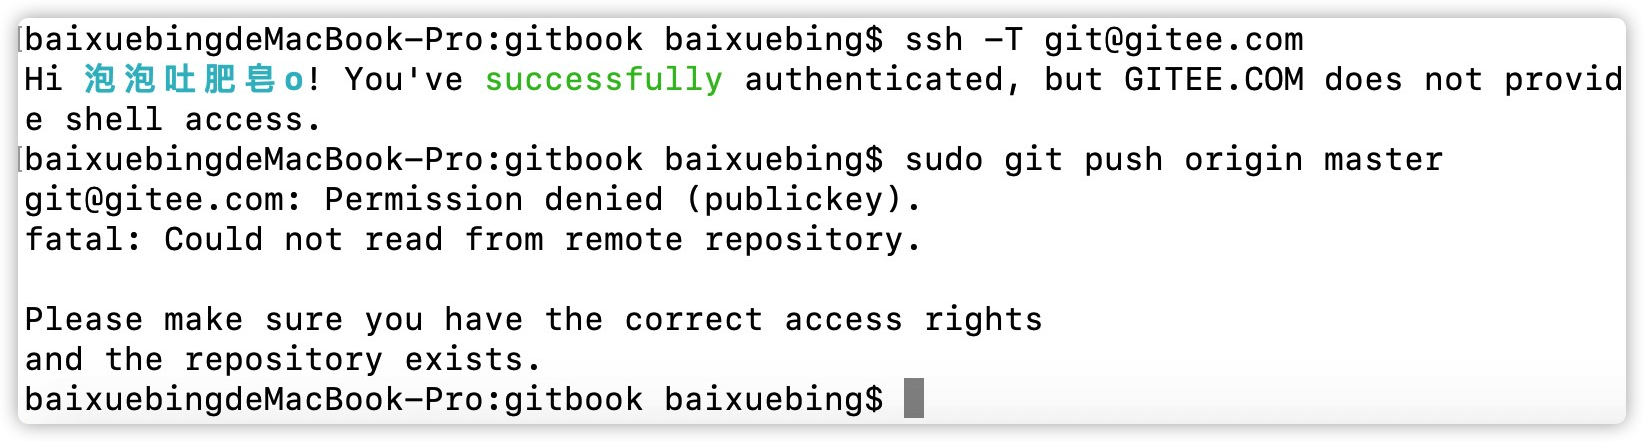 [baixuebingdeMacBook-Pro:gitbook baixuebing$ ssh -T git@gitee.com
Hi 泡泡吐肥皂o! You've successfully authenticated, but GITEE.COM does not provid
e shell access.
[baixuebingdeMacBook-Pro:gitbook baixuebing$ sudo git push origin master
git@gitee.com: Permission denied (publickey).
fatal: Could not read from remote repository.
Please make sure you have the correct access rights
and the repository exists.
baixuebingdeMacBook-Pro:gitbook baixuebing$